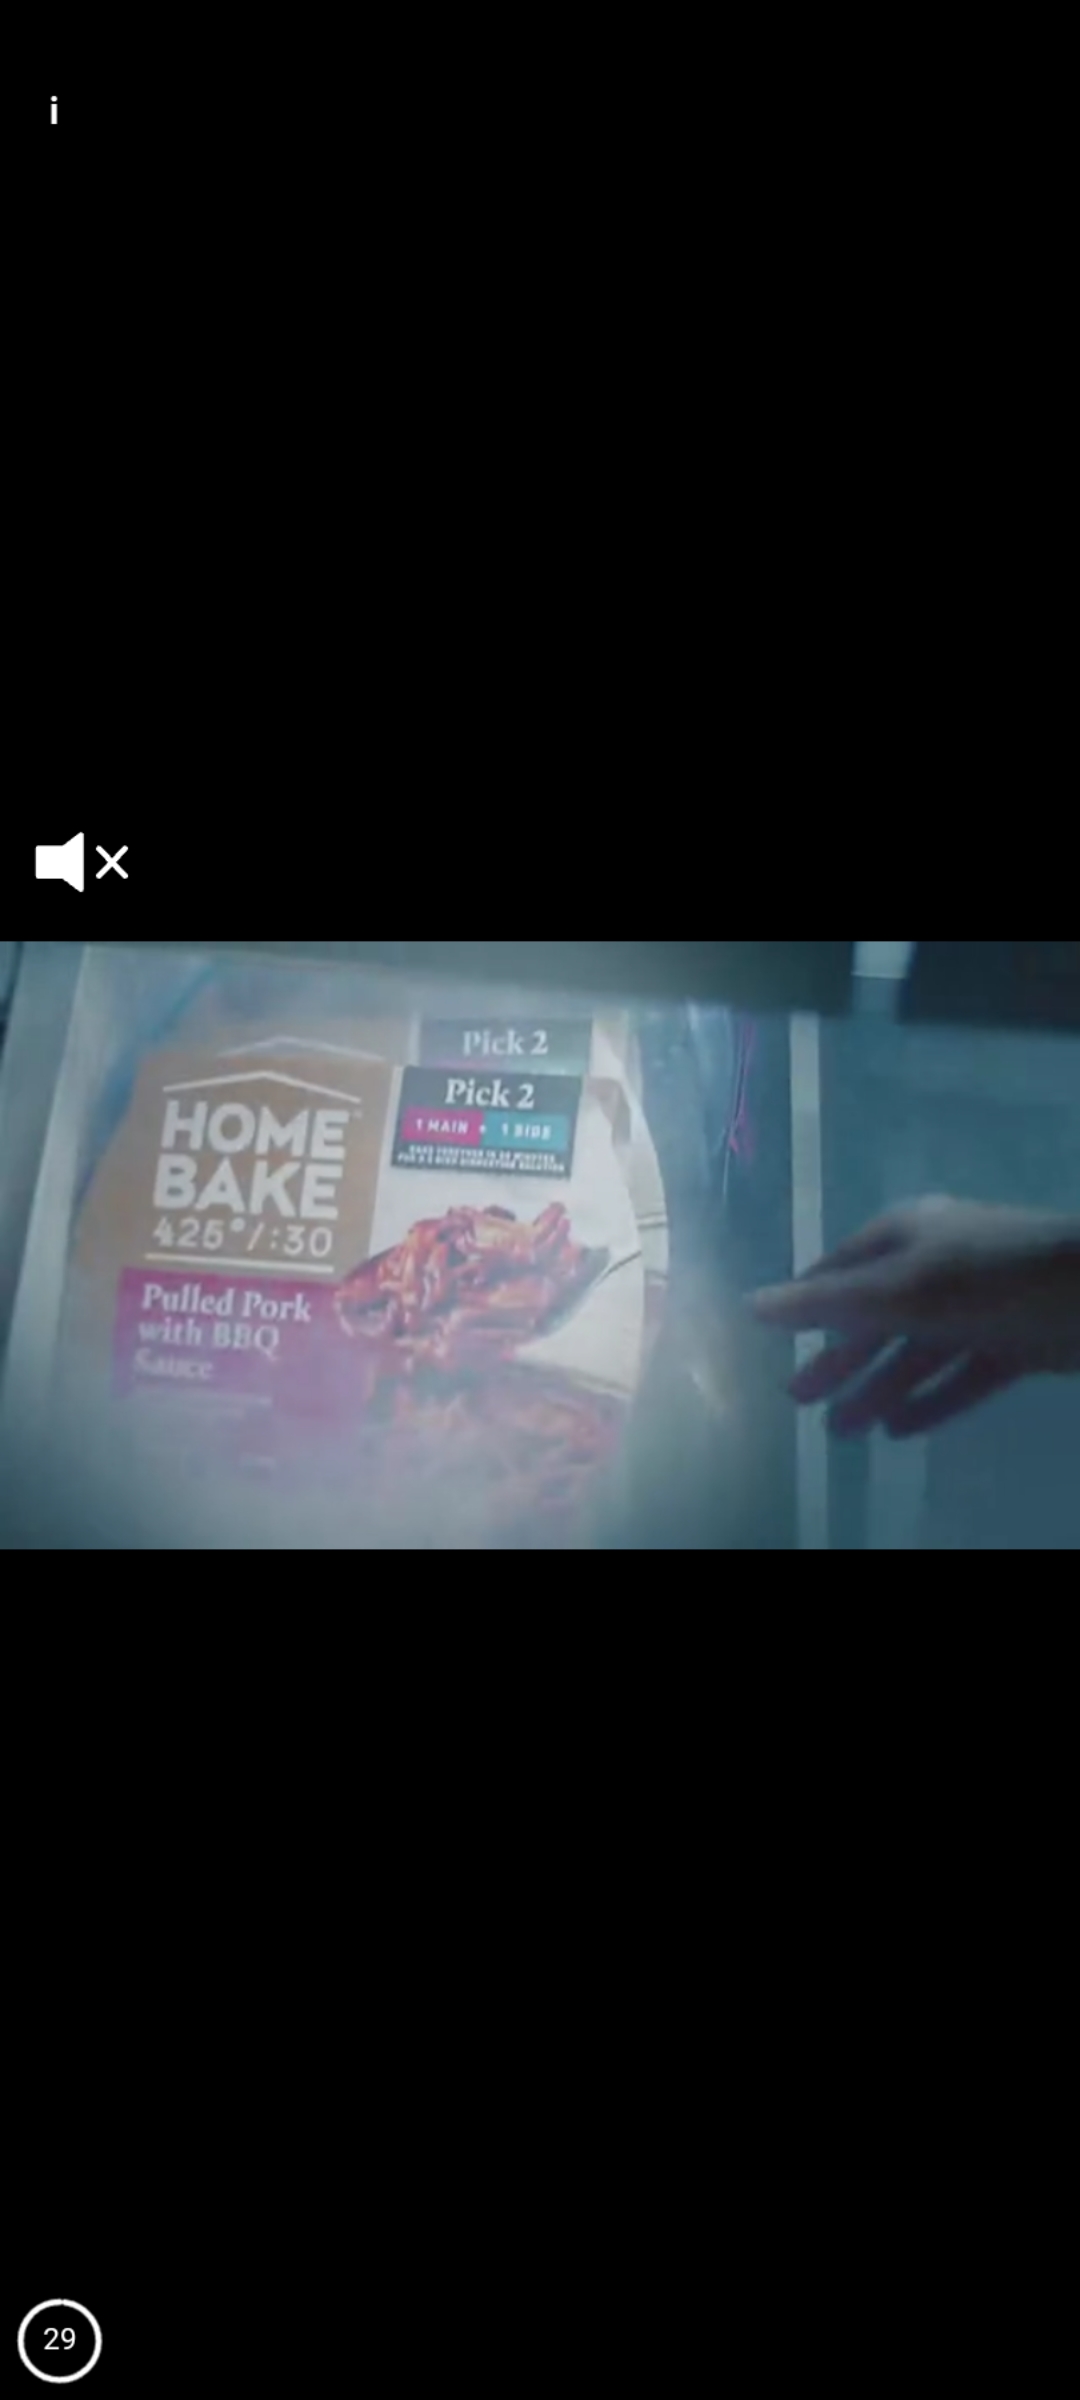 i
Pick 2
Pick 2
1 MAIN + 1 SIDE
HOME
BAKE
425°/:30
Pulled Pork
with BBQ
Sauce
29